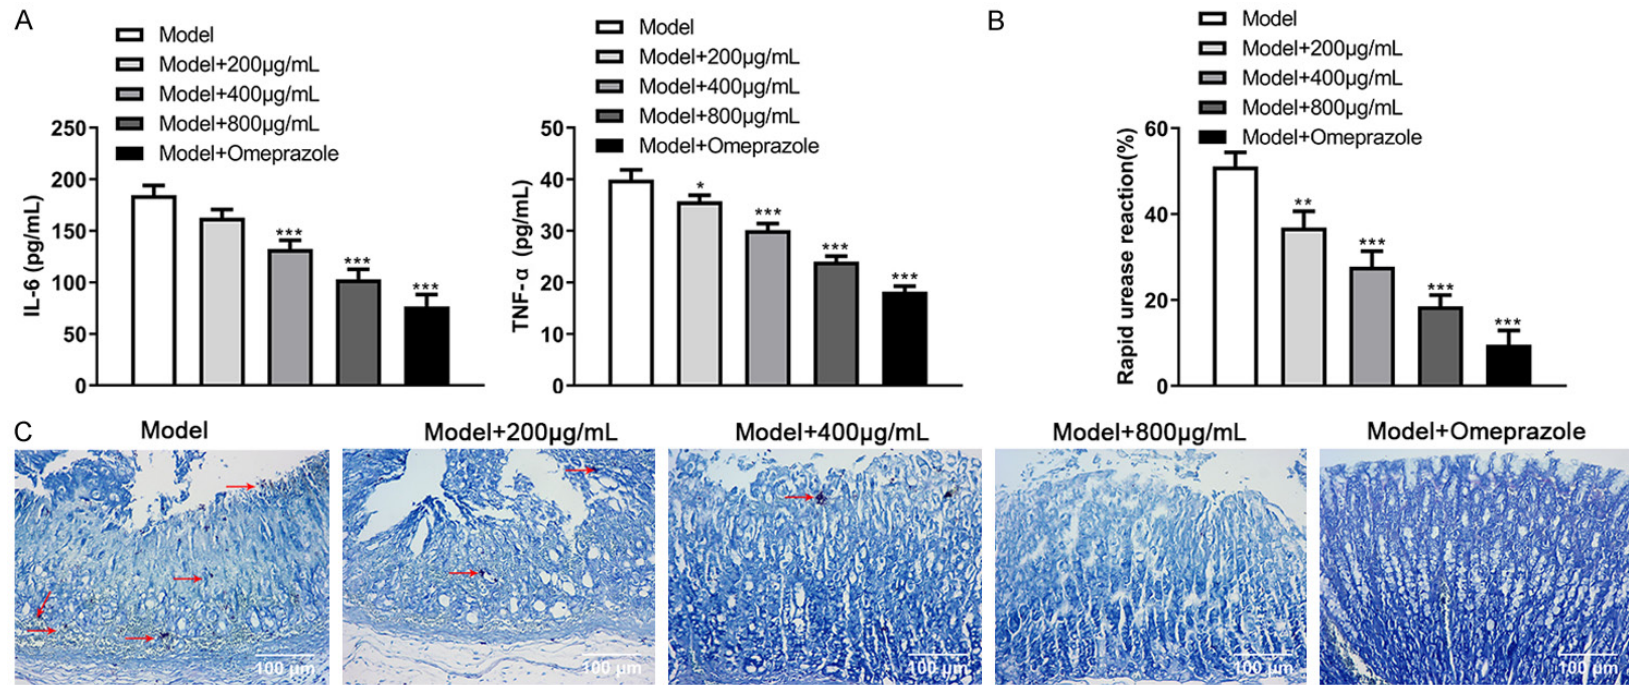 A
Model
Model+200µg/mL
Model+400µg/mL
Model+800µg/mL
Model+Omeprazole
IL-6 (pg/mL)
250
200
150
100
50
0
***
***
***
Model
Model+200µg/mL
Model+400µg/mL
Model+800µg/mL
Model+Omeprazole
TNF-α (pg/mL)
50
40
30
20
10
0
*
***
***
***
B
Model
Model+200µg/mL
Model+400µg/mL
Model+800µg/mL
Model+Omeprazole
Rapid urease reaction(%)
60
40
20
0
**
***
***
***
C
Model
Model+200µg/mL
Model+400µg/mL
Model+800µg/mL
Model+Omeprazole
100 µm
100 µm
100 µm
100 µm
100 µm